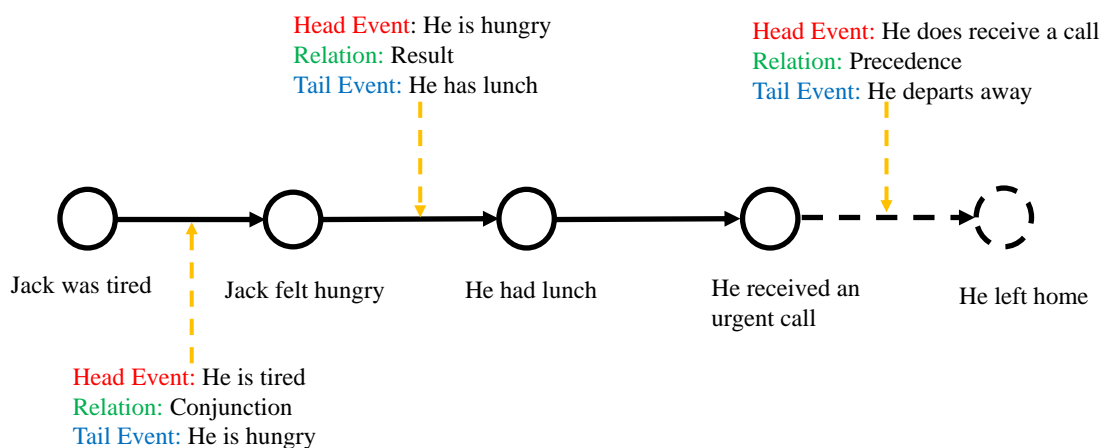 Head Event: He is hungry
Relation: Result
Tail Event: He has lunch
Head Event: He does receive a call
Relation: Precedence
Tail Event: He departs away
Jack was tired
Jack felt hungry
He had lunch
He received an
urgent call
He left home
Head Event: He is tired
Relation: Conjunction
Tail Event: He is hungry